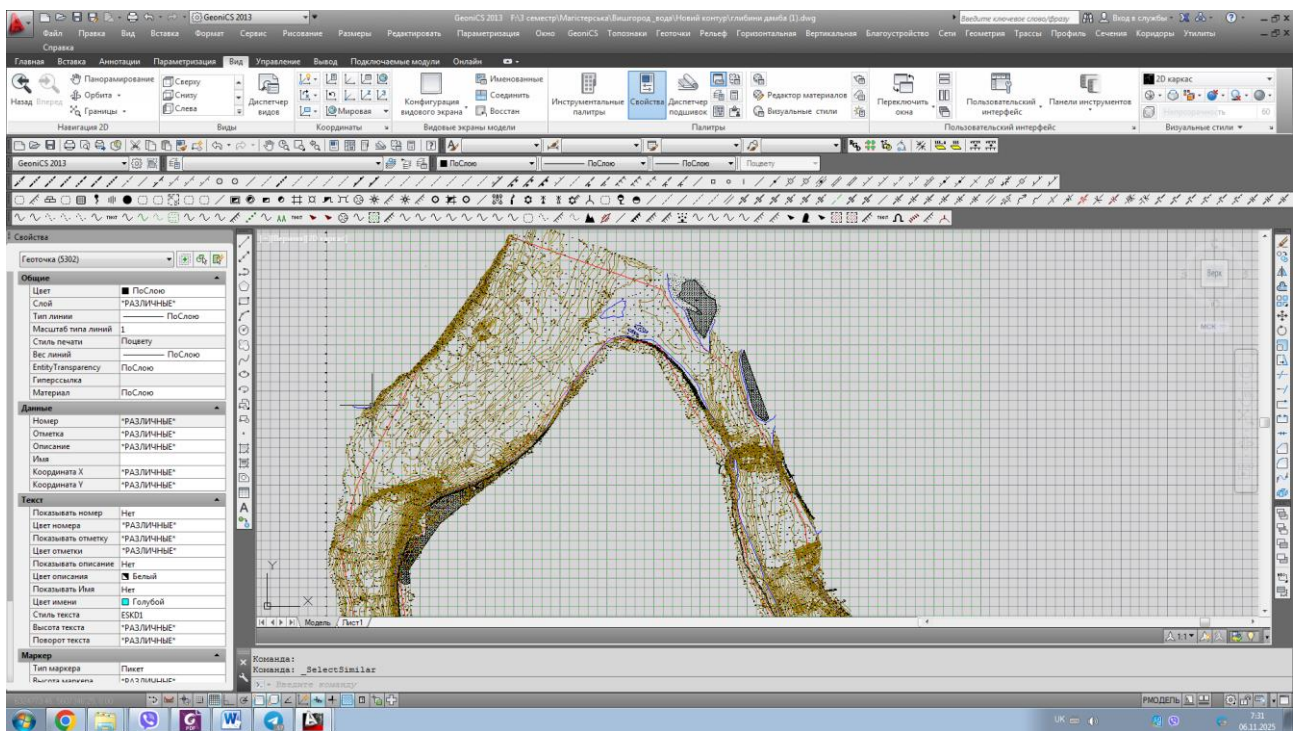 GeoniCS 2013
GeoniCS 2013 F:\3 семестр\Магістерська\Вишгород _вода\Новий контур\глибини дамба (1).dwg
Введите ключевое слово/фразу
Вход в службы
Файл Правка Вид Вставка Формат Сервис Рисование Размеры Редактировать Параметризация Окно GeoniCS Топознаки Геоточки Рельеф Горизонтальная Вертикальная Благоустройство Сети Геометрия Трассы Профиль Сечения Коридоры Утилиты
Справка
Главная Вставка Аннотации Параметризация Вид Управление Вывод Подключаемые модули Онлайн
Назад Вперед
Панорамирование
Орбита
Границы
Сверху
Снизу
Слева
Диспетчер видов
Мировая
Конфигурация видового экрана
Именованные
Соединить
Восстан
Инструментальные палитры
Свойства
Диспетчер подшивок
Редактор материалов
Визуальные стили
Переключить окна
Пользовательский интерфейс
Панели инструментов
2D каркас
60
Навигация 2D Виды Координаты Видовые экраны модели Палитры Пользовательский интерфейс Визуальные стили
GeoniCS 2013 ПоСлою ПоСлою ПоСлою Поцвету
Свойства
Геоточка (5302)
Общие
Цвет ПоСлою
Слой *РАЗЛИЧНЫЕ*
Тип линии ПоСлою
Масштаб типа линий 1
Стиль печати Поцвету
Вес линий ПоСлою
EntityTransparency ПоСлою
Гиперссылка
Материал ПоСлою
Данные
Номер *РАЗЛИЧНЫЕ*
Отметка *РАЗЛИЧНЫЕ*
Описание *РАЗЛИЧНЫЕ*
Имя
Координата X *РАЗЛИЧНЫЕ*
Координата Y *РАЗЛИЧНЫЕ*
Текст
Показывать номер Нет
Цвет номера *РАЗЛИЧНЫЕ*
Показывать отметку *РАЗЛИЧНЫЕ*
Цвет отметки *РАЗЛИЧНЫЕ*
Показывать описание Нет
Цвет описания Белый
Показывать Имя Нет
Цвет имени Голубой
Стиль текста ESKD1
Высота текста *РАЗЛИЧНЫЕ*
Поворот текста *РАЗЛИЧНЫЕ*
Маркер
Тип маркера Пикет
Высота маркера *РАЗЛИЧНЫЕ*
Верх
МСК
Y
X
Модель Лист1
1:1
Команда:
Команда: _SelectSimilar
Введите команду
РМОДЕЛЬ
UK
7:31
06.11.2025